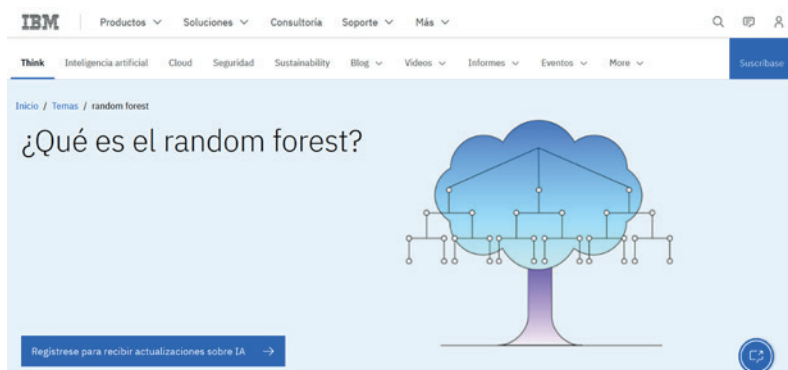 IBM Productos Soluciones Consultoría Soporte Más
Think Inteligencia artificial Cloud Seguridad Sustainability Blog Videos Informes Eventos More Suscríbase
Inicio / Temas / random forest
¿Qué es el random forest?
Regístrese para recibir actualizaciones sobre IA →